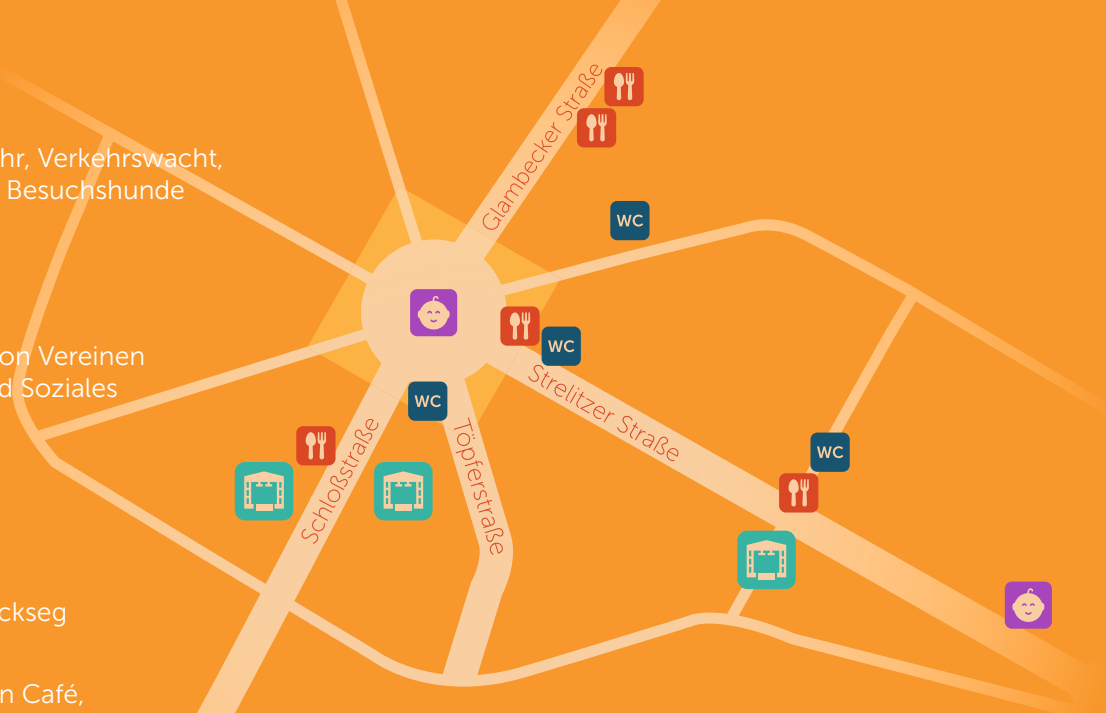 Glambecker Straße
hr, Verkehrswacht,
Besuchshunde
WC
WC
on Vereinen
d Soziales
Strelitzer Straße
WC
Schloßstraße
Töpferstraße
WC
ckseg
n Café,